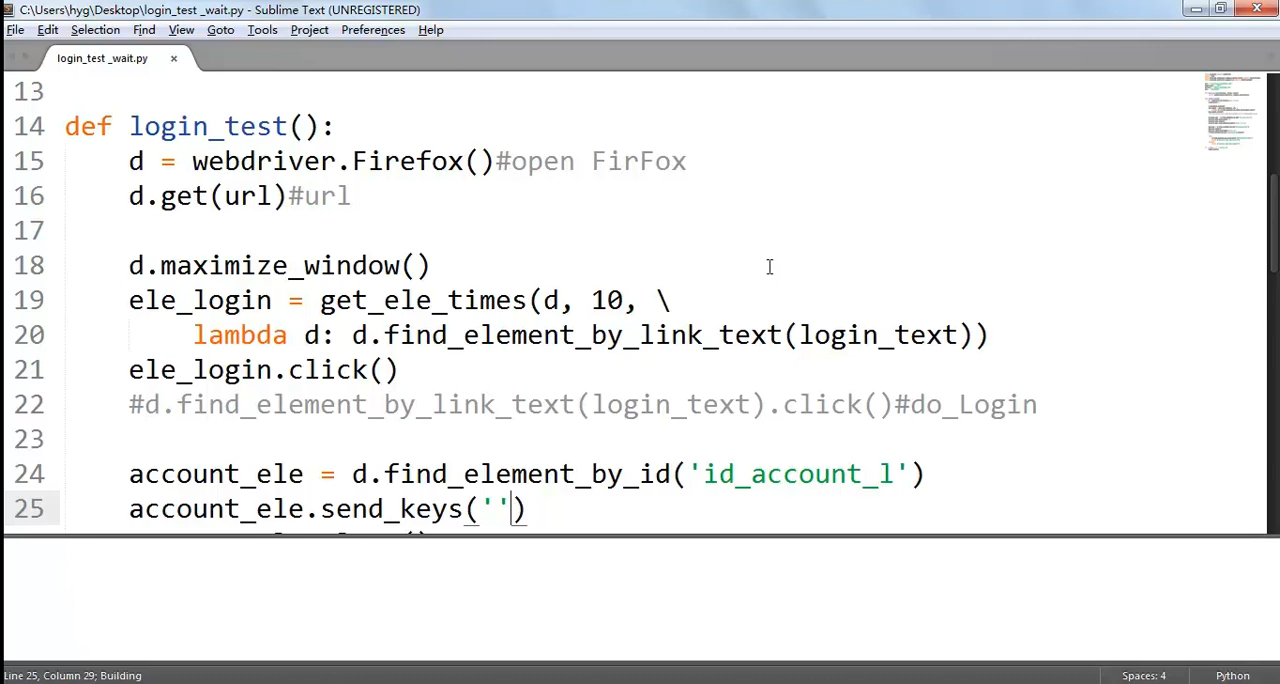 C:\Users\hyg\Desktop\login_test _wait.py - Sublime Text (UNREGISTERED)
File Edit Selection Find View Goto Tools Project Preferences Help
login_test _wait.py ×
13
14 def login_test():
15 d = webdriver.Firefox()#open FirFox
16 d.get(url)#url
17
18 d.maximize_window()
19 ele_login = get_ele_times(d, 10, \
20 lambda d: d.find_element_by_link_text(login_text))
21 ele_login.click()
22 #d.find_element_by_link_text(login_text).click()#do_Login
23
24 account_ele = d.find_element_by_id('id_account_l')
25 account_ele.send_keys('')
Line 25, Column 29; Building Spaces: 4 Python